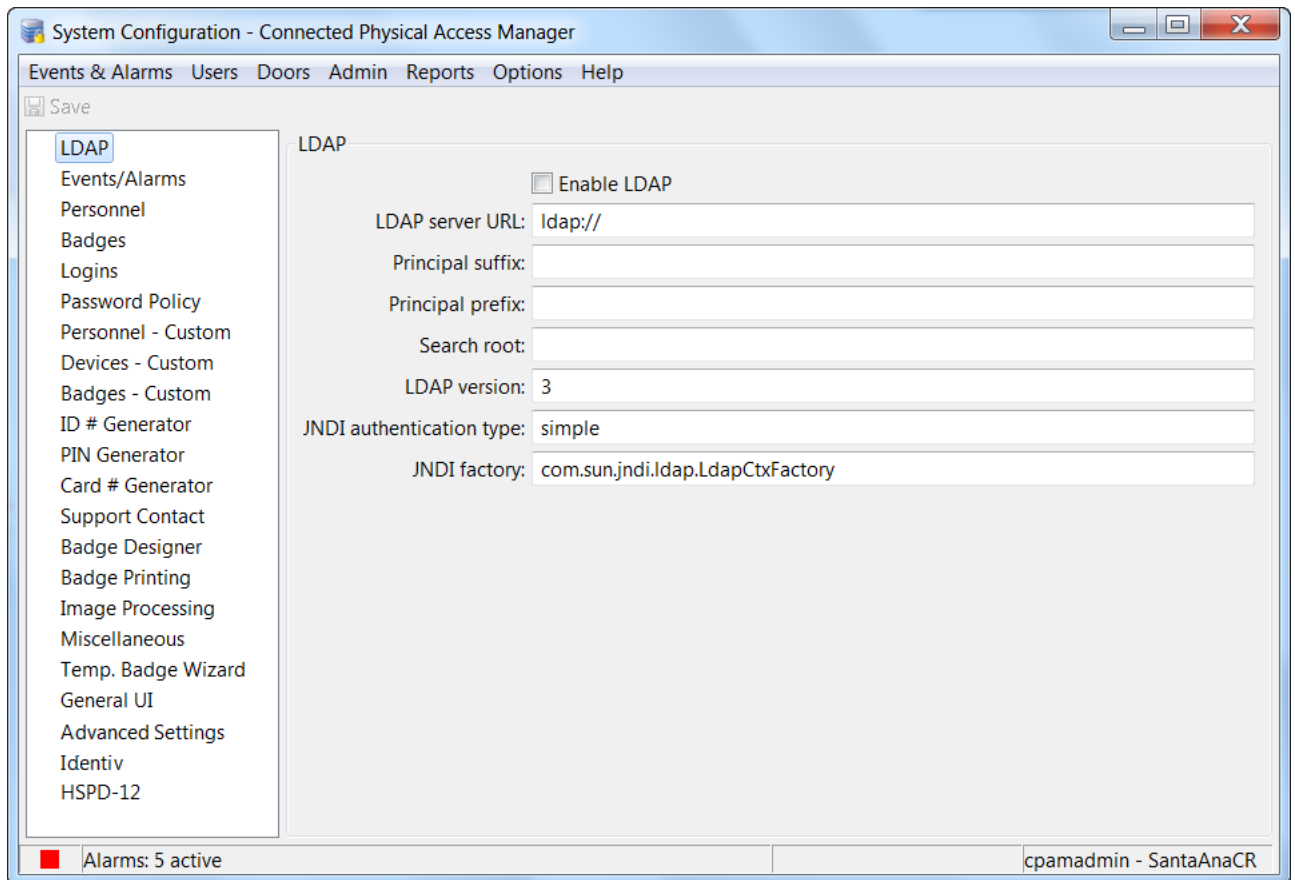 System Configuration - Connected Physical Access Manager
Events & Alarms Users Doors Admin Reports Options Help
Save
LDAP
Events/Alarms
Personnel
Badges
Logins
Password Policy
Personnel - Custom
Devices - Custom
Badges - Custom
ID # Generator
PIN Generator
Card # Generator
Support Contact
Badge Designer
Badge Printing
Image Processing
Miscellaneous
Temp. Badge Wizard
General UI
Advanced Settings
Identiv
HSPD-12
LDAP
Enable LDAP
LDAP server URL: ldap://
Principal suffix:
Principal prefix:
Search root:
LDAP version: 3
JNDI authentication type: simple
JNDI factory: com.sun.jndi.ldap.LdapCtxFactory
Alarms: 5 active
cpamadmin - SantaAnaCR